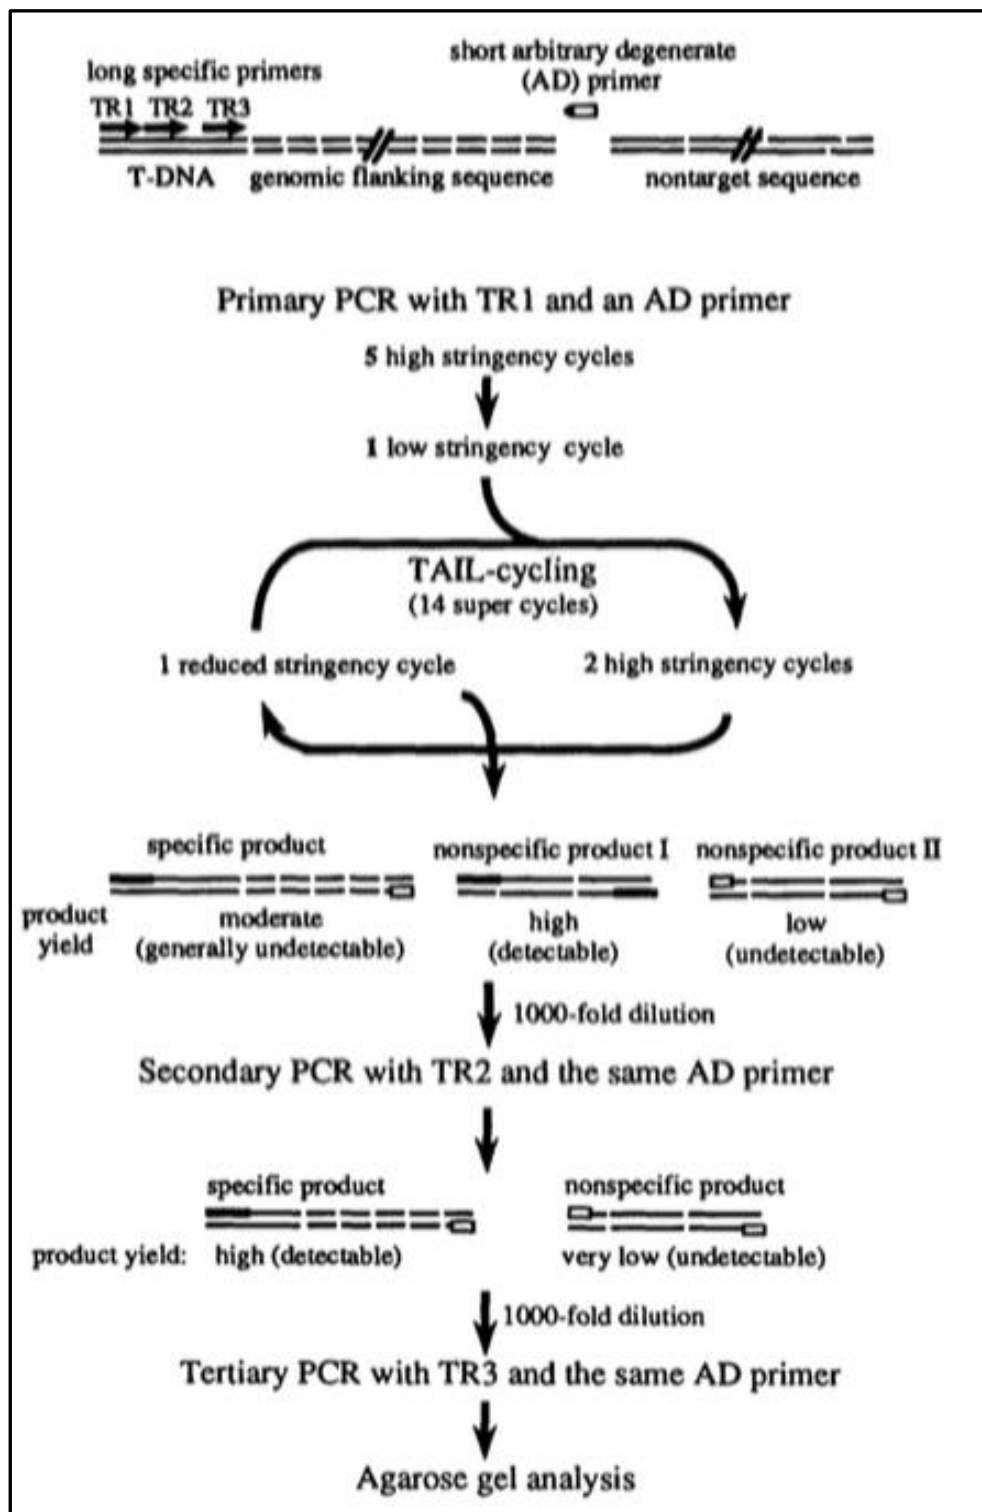 short arbitrary degenerate
(AD) primer
long specific primers
TR1 TR2 TR3
T-DNA genomic flanking sequence nontarget sequence
Primary PCR with TR1 and an AD primer
5 high stringency cycles
1 low stringency cycle
TAIL-cycling
(14 super cycles)
1 reduced stringency cycle 2 high stringency cycles
specific product nonspecific product I nonspecific product II
product yield moderate (generally undetectable) high (detectable) low (undetectable)
1000-fold dilution
Secondary PCR with TR2 and the same AD primer
specific product nonspecific product
product yield: high (detectable) very low (undetectable)
1000-fold dilution
Tertiary PCR with TR3 and the same AD primer
Agarose gel analysis